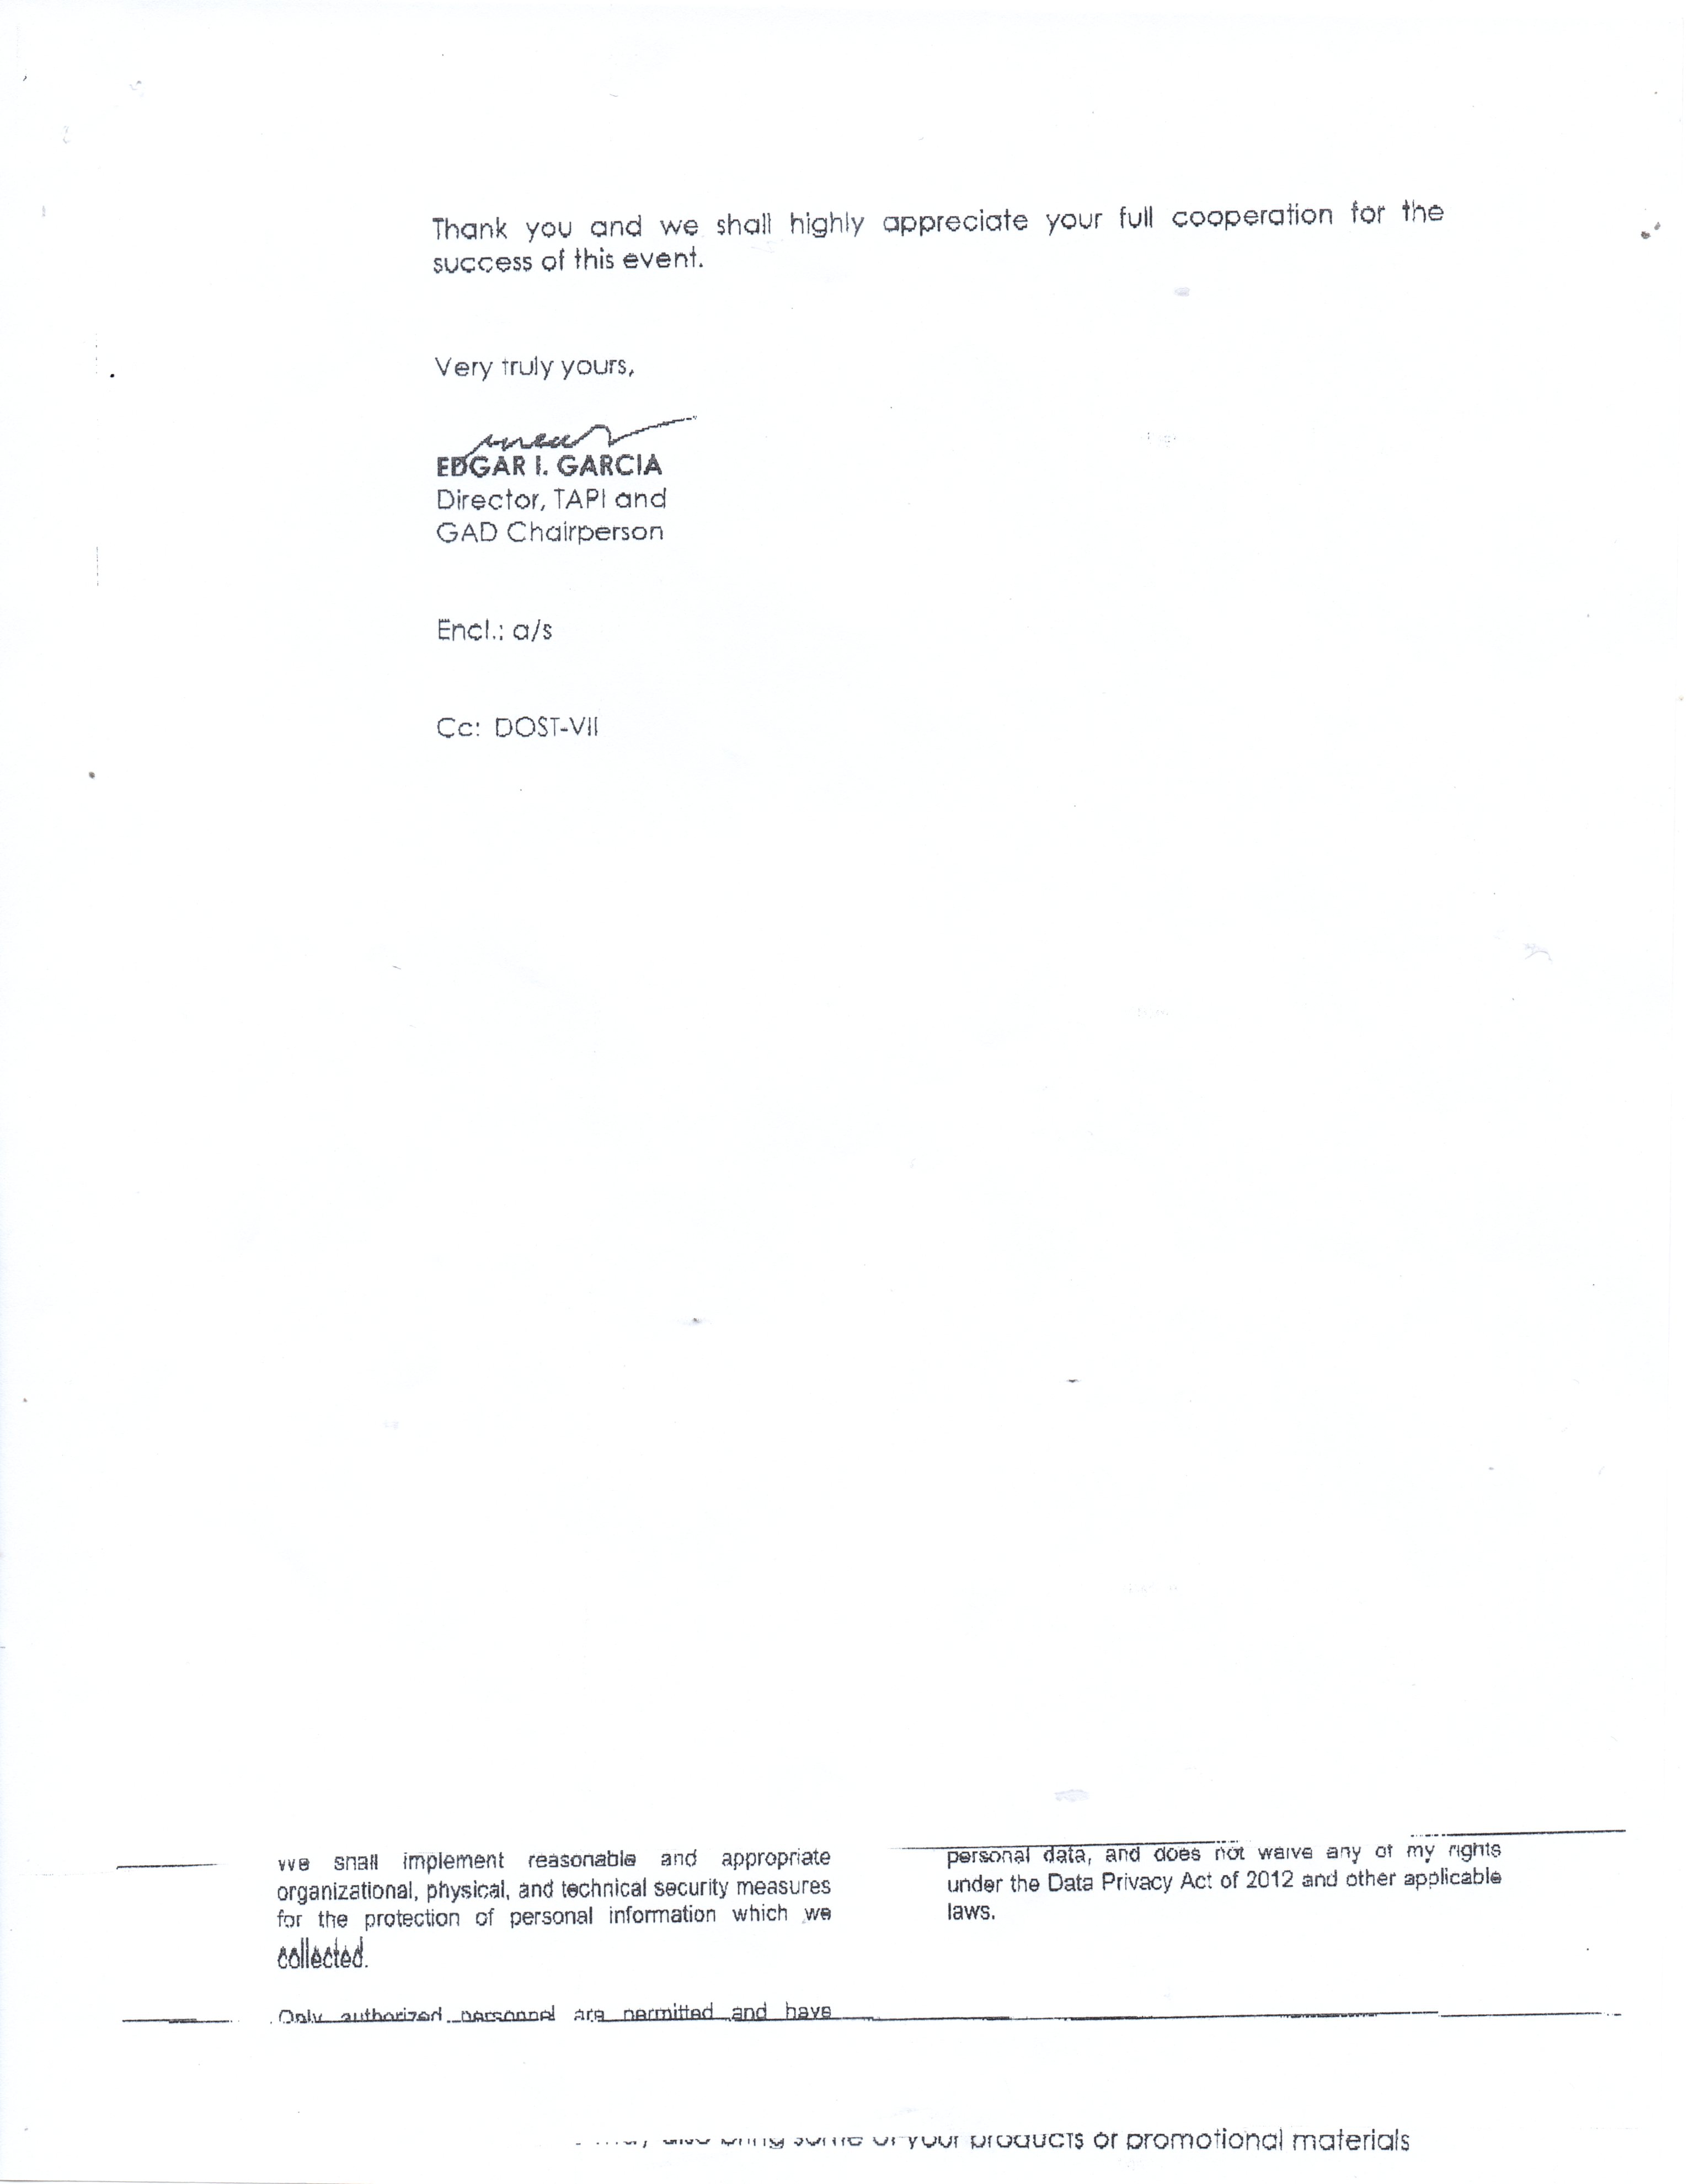 Thank you and we shall highly appreciate your full cooperation for the
success of this event.
Very truly yours,
EDGAR I. GARCIA
Director, TAPI and
GAD Chairperson
Encl.: a/s
Cc: DOST-VII
We shall implement reasonable and appropriate
organizational, physical, and technical security measures
for the protection of personal information which we
collected.
Only authorized personnel are permitted and have
personal data, and does not waive any of my rights
under the Data Privacy Act of 2012 and other applicable
laws.
also bring some of your products or promotional materials